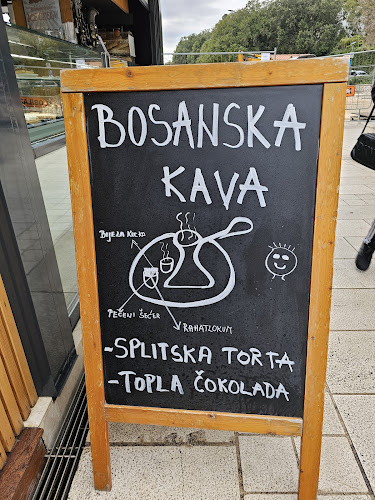 BOSANSKA
KAVA
BIJELA KOCKA
PEČENI ŠEĆER
RAHATLOKUM
-SPLITSKA TORTA
-TOPLA ČOKOLADA